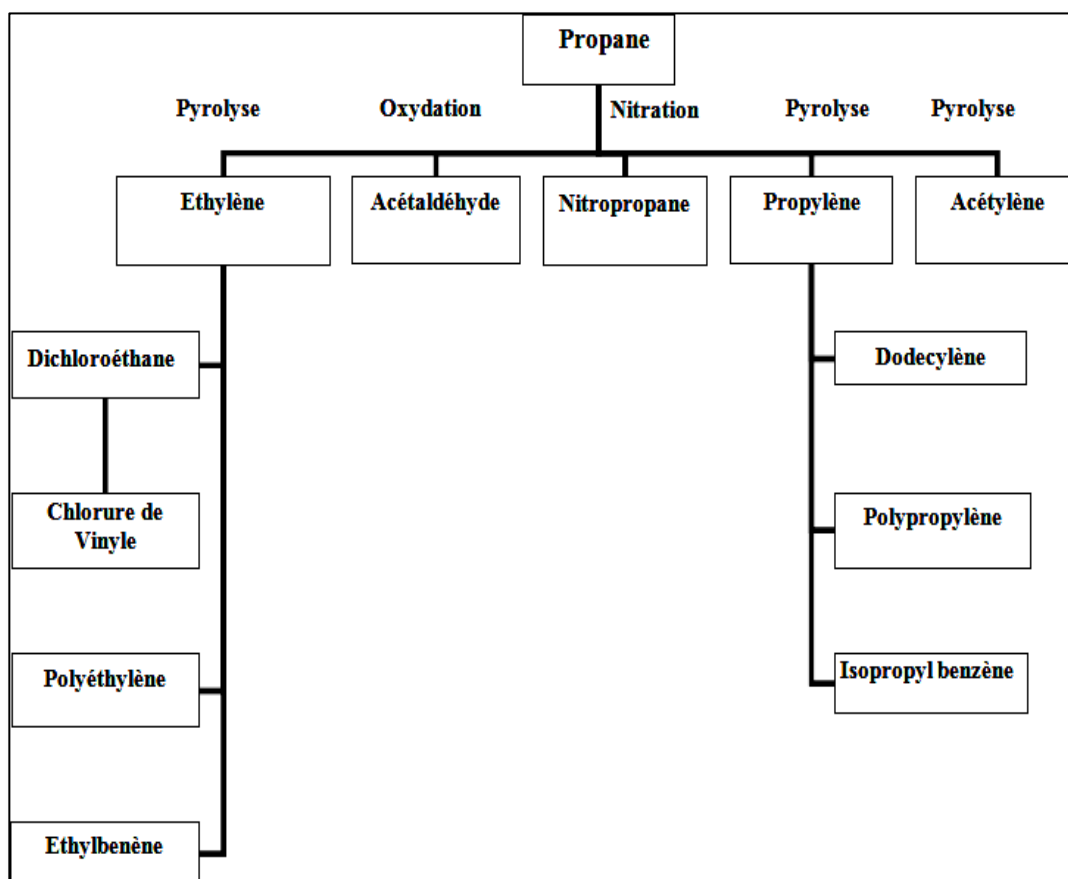 Propane
Pyrolyse Oxydation Nitration Pyrolyse Pyrolyse
Ethylène Acétaldéhyde Nitropropane Propylène Acétylène
Dichloroéthane Dodecylène
Chlorure de
Vinyle
Polypropylène
Polyéthylène Isopropyl benzène
Ethylbenène